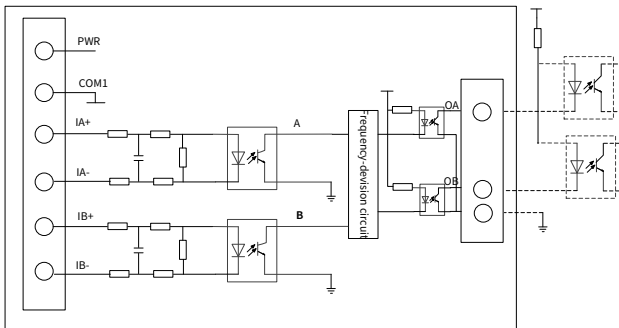 PWR
COM1
IA+
A
IA-
IB+
B
IB-
Frequency-devision circuit
OA
OB